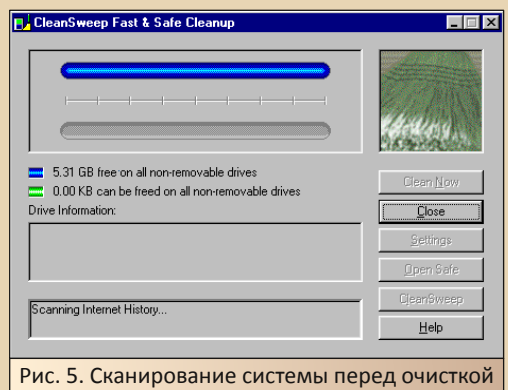 CleanSweep Fast & Safe Cleanup
5.31 GB free on all non-removable drives
0.00 KB can be freed on all non-removable drives
Drive Information:
Scanning Internet History...
Clean Now
Close
Settings
Open Safe
CleanSweep
Help
Рис. 5. Сканирование системы перед очисткой